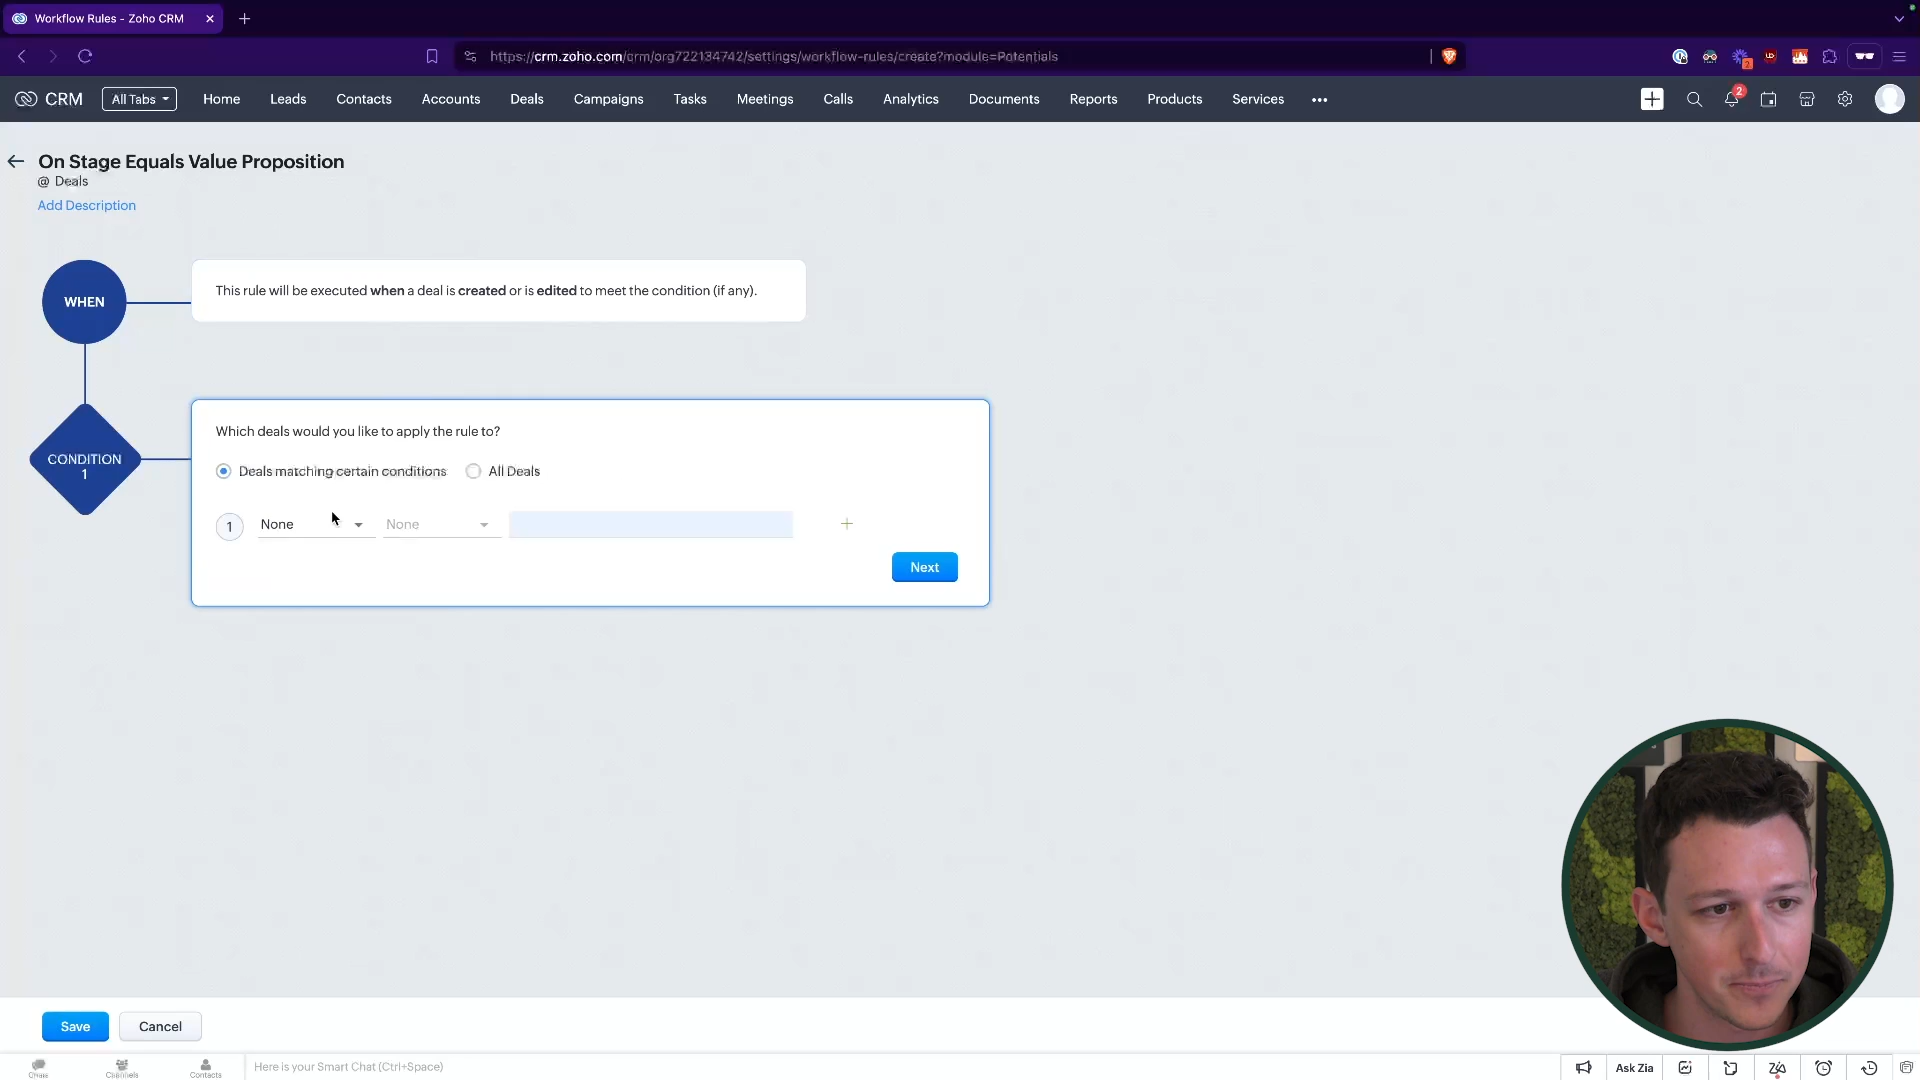 Workflow Rules - Zoho CRM
https://crm.zoho.com/crm/org722134742/settings/workflow-rules/create?module=Potentials
2
CRM
All Tabs
Home
Leads
Contacts
Accounts
Deals
Campaigns
Tasks
Meetings
Calls
Analytics
Documents
Reports
Products
Services
2
On Stage Equals Value Proposition
@ Deals
Add Description
WHEN
This rule will be executed when a deal is created or is edited to meet the condition (if any).
CONDITION
1
Which deals would you like to apply the rule to?
Deals matching certain conditions
All Deals
1
None
None
Next
Save
Cancel
Chats
Channels
Contacts
Here is your Smart Chat (Ctrl+Space)
Ask Zia